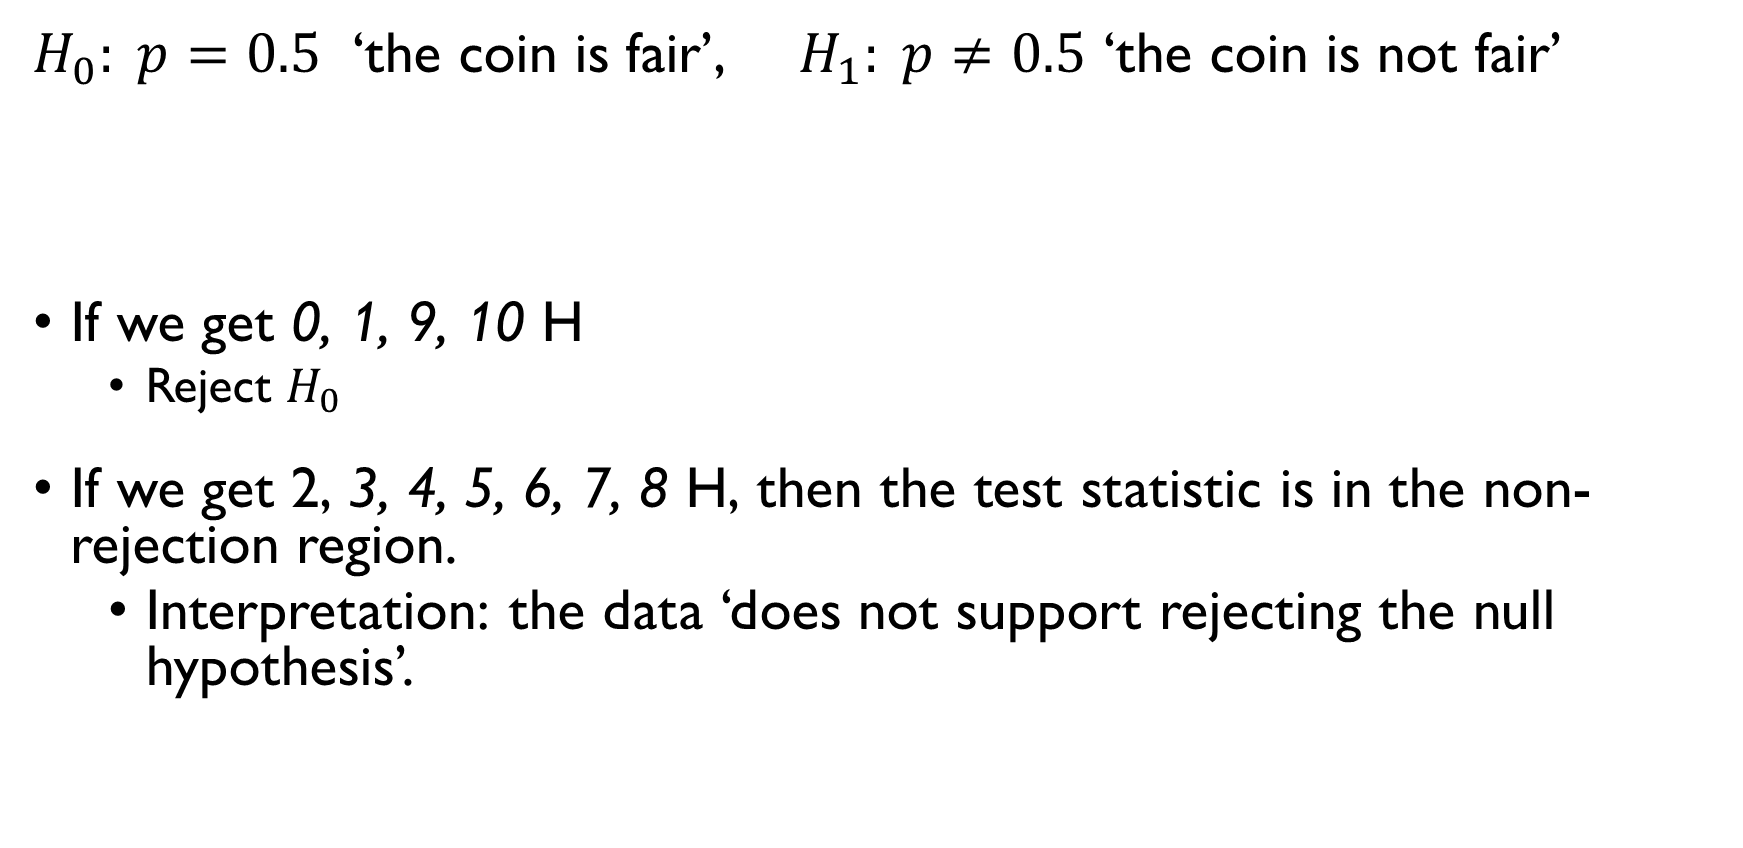 H₀: p = 0.5 ‘the coin is fair’, H₁: p ≠ 0.5 ‘the coin is not fair’
• If we get 0, 1, 9, 10 H
• Reject H₀
• If we get 2, 3, 4, 5, 6, 7, 8 H, then the test statistic is in the non-
rejection region.
• Interpretation: the data ‘does not support rejecting the null
hypothesis’.